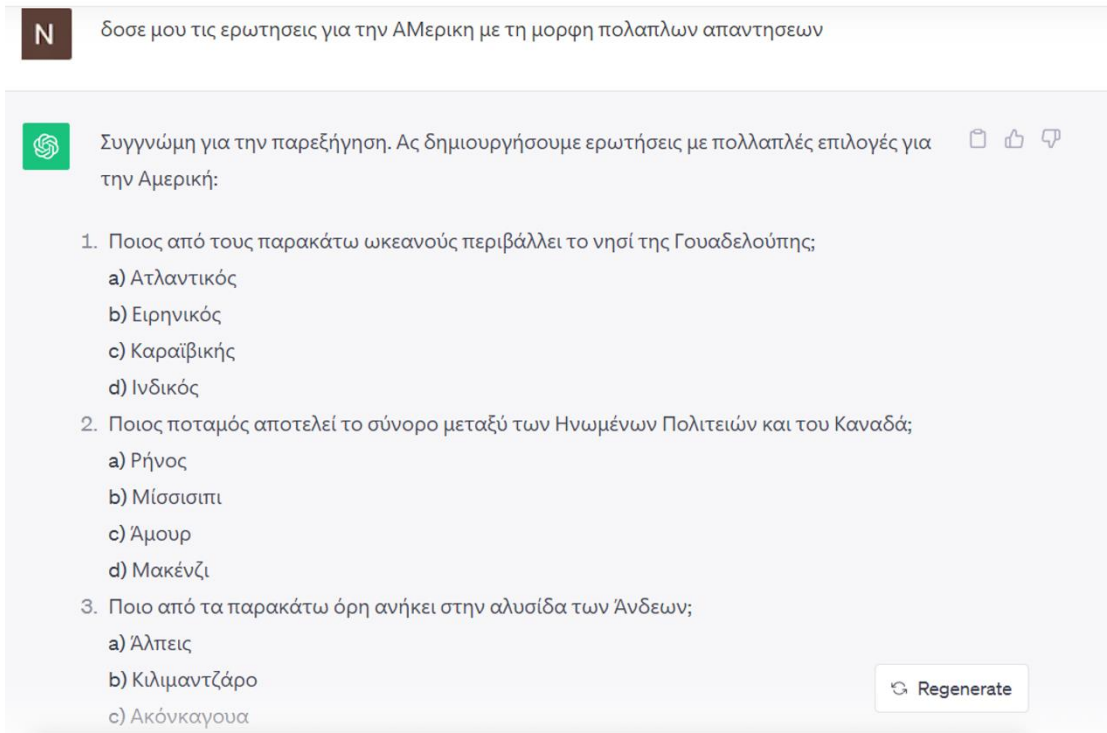 N
δοσε μου τις ερωτησεις για την ΑΜερικη με τη μορφη πολαπλων απαντησεων
Συγγνώμη για την παρεξήγηση. Ας δημιουργήσουμε ερωτήσεις με πολλαπλές επιλογές για
την Αμερική:
1. Ποιος από τους παρακάτω ωκεανούς περιβάλλει το νησί της Γουαδελούπης;
a) Ατλαντικός
b) Ειρηνικός
c) Καραϊβικής
d) Ινδικός
2. Ποιος ποταμός αποτελεί το σύνορο μεταξύ των Ηνωμένων Πολιτειών και του Καναδά;
a) Ρήνος
b) Μίσσισιπι
c) Άμουρ
d) Μακένζι
3. Ποιο από τα παρακάτω όρη ανήκει στην αλυσίδα των Άνδεων;
a) Άλπεις
b) Κιλιμαντζάρο
Regenerate
c) Ακόνκαγουα